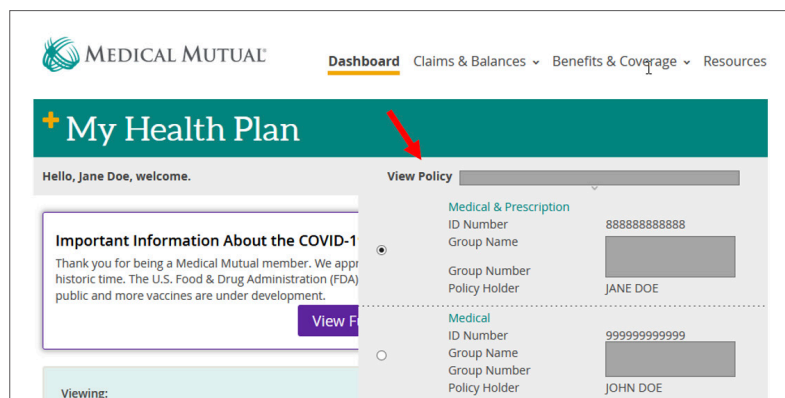 MEDICAL MUTUAL®
Dashboard Claims & Balances Benefits & Coverage Resources
My Health Plan
Hello, Jane Doe, welcome.
View Policy
Important Information About the COVID-1
Thank you for being a Medical Mutual member. We appr
historic time. The U.S. Food & Drug Administration (FDA)
public and more vaccines are under development.
View F
Viewing:
Medical & Prescription
ID Number 888888888888
Group Name
Group Number
Policy Holder JANE DOE
Medical
ID Number 999999999999
Group Name
Group Number
Policy Holder JOHN DOE